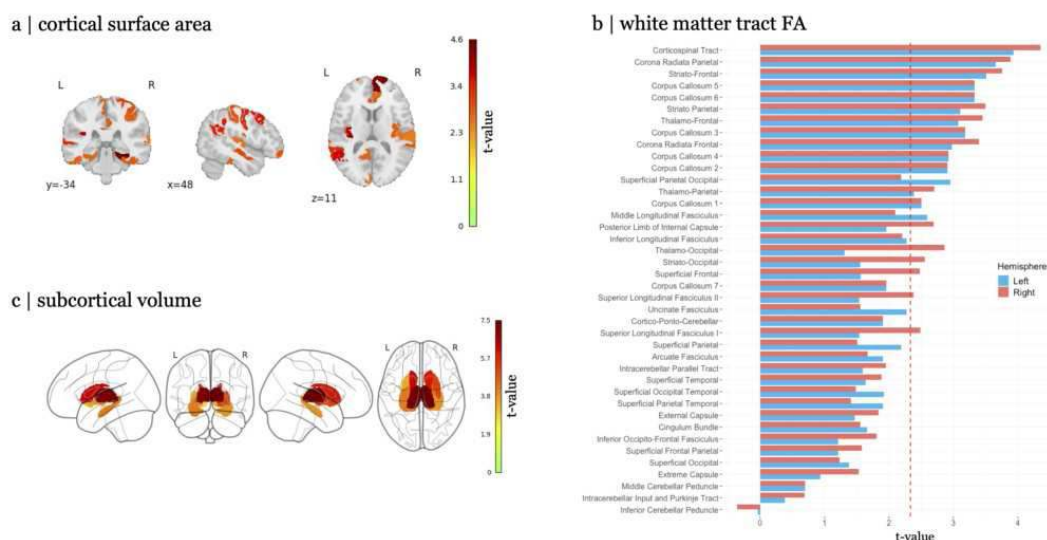 a | cortical surface area
L
R
y=-34
x=48
L
R
z=11
4.6
3.4
2.3
1.1
0
t-value
b | white matter tract FA
Corticospinal Tract
Corona Radiata Parietal
Striato-Frontal
Corpus Callosum 5
Corpus Callosum 6
Striato Parietal
Thalamo-Frontal
Corpus Callosum 3
Corona Radiata Frontal
Corpus Callosum 4
Corpus Callosum 2
Superficial Parietal Occipital
Thalamo-Parietal
Corpus Callosum 1
Middle Longitudinal Fasciculus
Posterior Limb of Internal Capsule
Inferior Longitudinal Fasciculus
Thalamo-Occipital
Striato-Occipital
Superficial Frontal
Corpus Callosum 7
Superior Longitudinal Fasciculus II
Uncinate Fasciculus
Cortico-Ponto-Cerebellar
Superior Longitudinal Fasciculus I
Superficial Parietal
Arcuate Fasciculus
Intracerebellar Parallel Tract
Superficial Temporal
Superficial Occipital Temporal
Superficial Parietal Temporal
External Capsule
Cingulum Bundle
Inferior Occipito-Frontal Fasciculus
Superficial Frontal Parietal
Superficial Occipital
Extreme Capsule
Middle Cerebellar Peduncle
Intracerebellar Input and Purkinje Tract
Inferior Cerebellar Peduncle
0
1
2
3
4
t-value
Hemisphere
Left
Right
c | subcortical volume
L
R
L
R
7.5
5.7
3.8
1.9
0
t-value